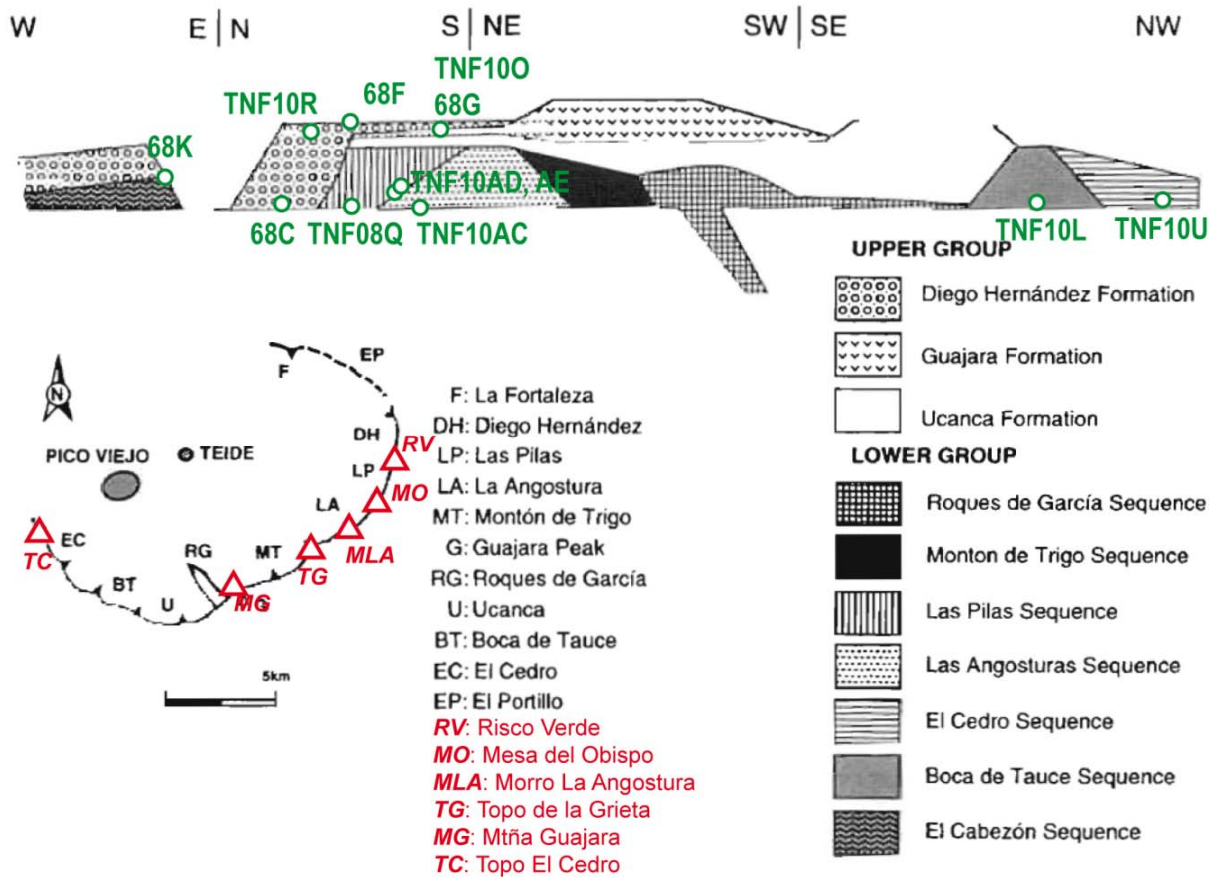 W
E | N
S | NE
SW | SE
NW
TNF10O
TNF10R
68F
68G
68K
TNF10AD, AE
68C
TNF08Q
TNF10AC
TNF10L
TNF10U
UPPER GROUP
Diego Hernández Formation
Guajara Formation
Ucanca Formation
LOWER GROUP
Roques de García Sequence
Monton de Trigo Sequence
Las Pilas Sequence
Las Angosturas Sequence
El Cedro Sequence
Boca de Tauce Sequence
El Cabezón Sequence
N
PICO VIEJO
TEIDE
F
EP
DH
RV
LP
MO
LA
MLA
MT
TG
RG
MG
U
BT
EC
TC
5km
F: La Fortaleza
DH: Diego Hernández
LP: Las Pilas
LA: La Angostura
MT: Montón de Trigo
G: Guajara Peak
RG: Roques de García
U: Ucanca
BT: Boca de Tauce
EC: El Cedro
EP: El Portillo
RV: Risco Verde
MO: Mesa del Obispo
MLA: Morro La Angostura
TG: Topo de la Grieta
MG: Mtña Guajara
TC: Topo El Cedro